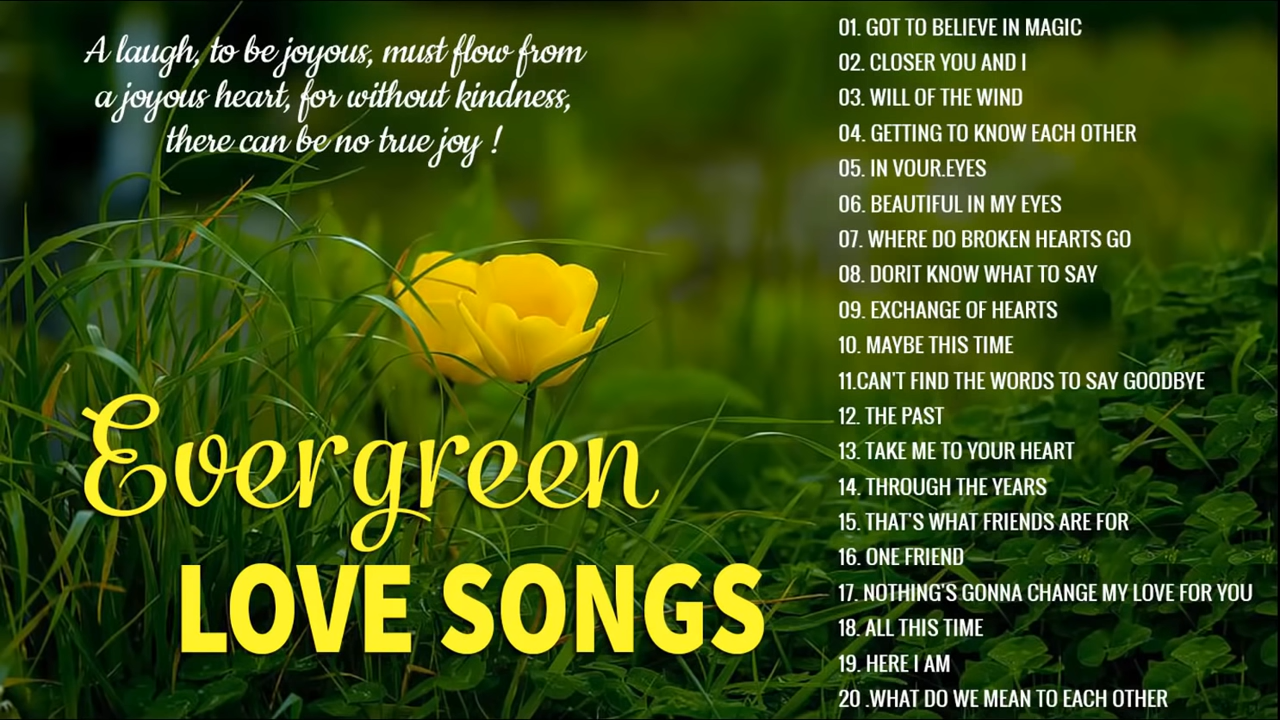 A laugh, to be joyous, must flow from
a joyous heart, for without kindness,
there can be no true joy !
Evergreen
LOVE SONGS
01. GOT TO BELIEVE IN MAGIC
02. CLOSER YOU AND I
03. WILL OF THE WIND
04. GETTING TO KNOW EACH OTHER
05. IN VOUR.EYES
06. BEAUTIFUL IN MY EYES
07. WHERE DO BROKEN HEARTS GO
08. DORIT KNOW WHAT TO SAY
09. EXCHANGE OF HEARTS
10. MAYBE THIS TIME
11.CAN'T FIND THE WORDS TO SAY GOODBYE
12. THE PAST
13. TAKE ME TO YOUR HEART
14. THROUGH THE YEARS
15. THAT'S WHAT FRIENDS ARE FOR
16. ONE FRIEND
17. NOTHING'S GONNA CHANGE MY LOVE FOR YOU
18. ALL THIS TIME
19. HERE I AM
20 .WHAT DO WE MEAN TO EACH OTHER